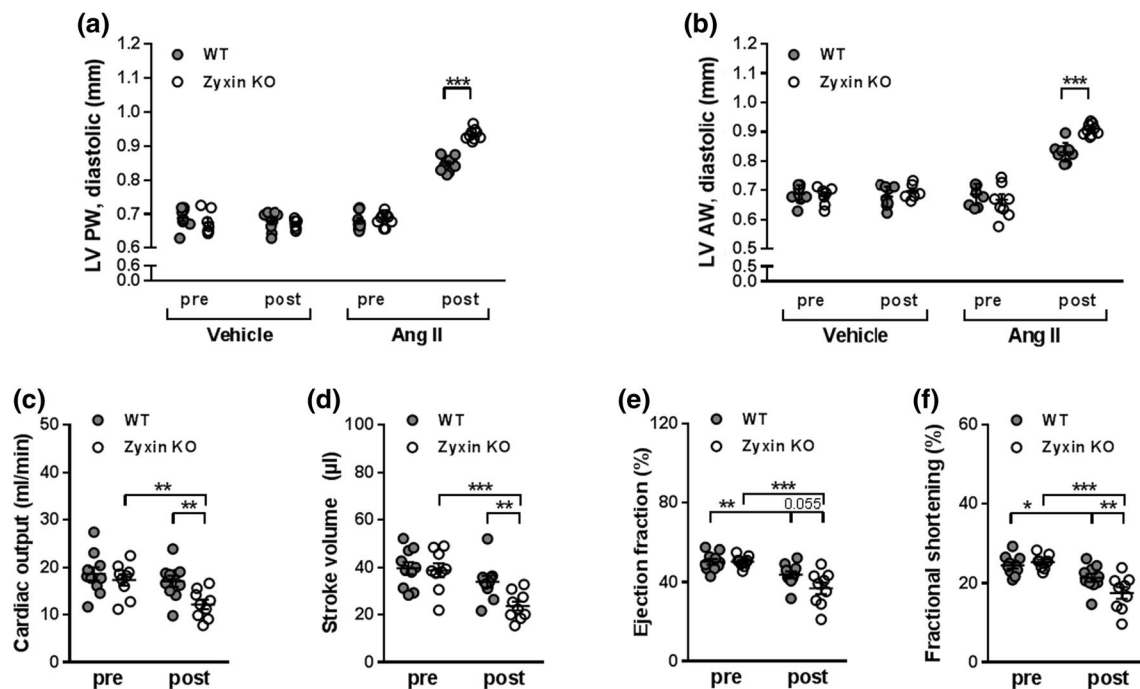 (a)
LV PW, diastolic (mm)
1.2
1.1
1.0
0.9
0.8
0.7
0.6
0.6
0.0
WT
Zyxin KO
***
pre
post
pre
post
Vehicle
Ang II
(b)
LV AW, diastolic (mm)
1.2
1.1
1.0
0.9
0.8
0.7
0.6
0.5
0.5
0.0
WT
Zyxin KO
***
pre
post
pre
post
Vehicle
Ang II
(c)
Cardiac output (ml/min)
50
40
30
20
10
0
WT
Zyxin KO
**
**
pre
post
(d)
Stroke volume (µl)
100
80
60
40
20
0
WT
Zyxin KO
***
**
pre
post
(e)
Ejection fraction (%)
120
80
40
0
WT
Zyxin KO
***
**
0.055
pre
post
(f)
Fractional shortening (%)
60
40
20
0
WT
Zyxin KO
***
*
**
pre
post